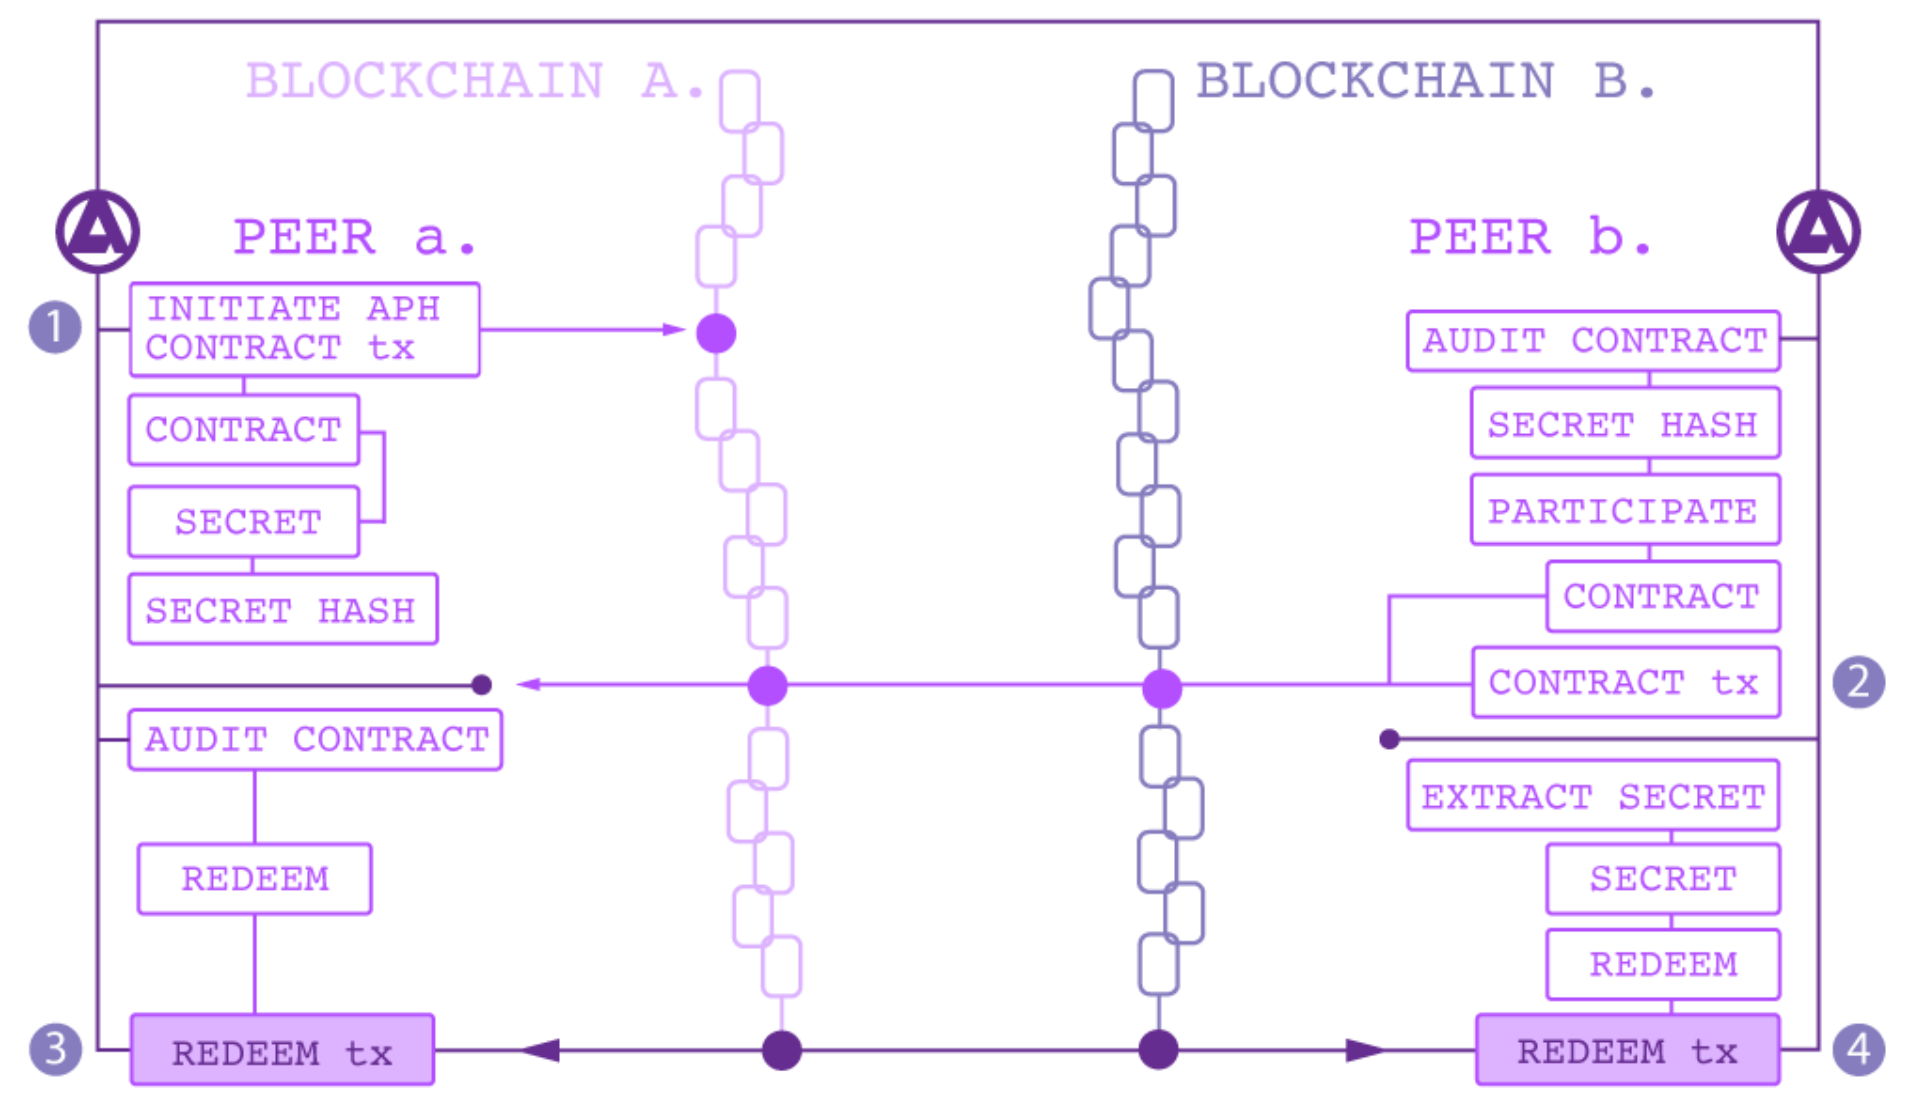 BLOCKCHAIN A.
BLOCKCHAIN B.
PEER a.
PEER b.
1
INITIATE APH
CONTRACT tx
CONTRACT
SECRET
SECRET HASH
AUDIT CONTRACT
SECRET HASH
PARTICIPATE
CONTRACT
CONTRACT tx
2
AUDIT CONTRACT
REDEEM
3
REDEEM tx
EXTRACT SECRET
SECRET
REDEEM
REDEEM tx
4